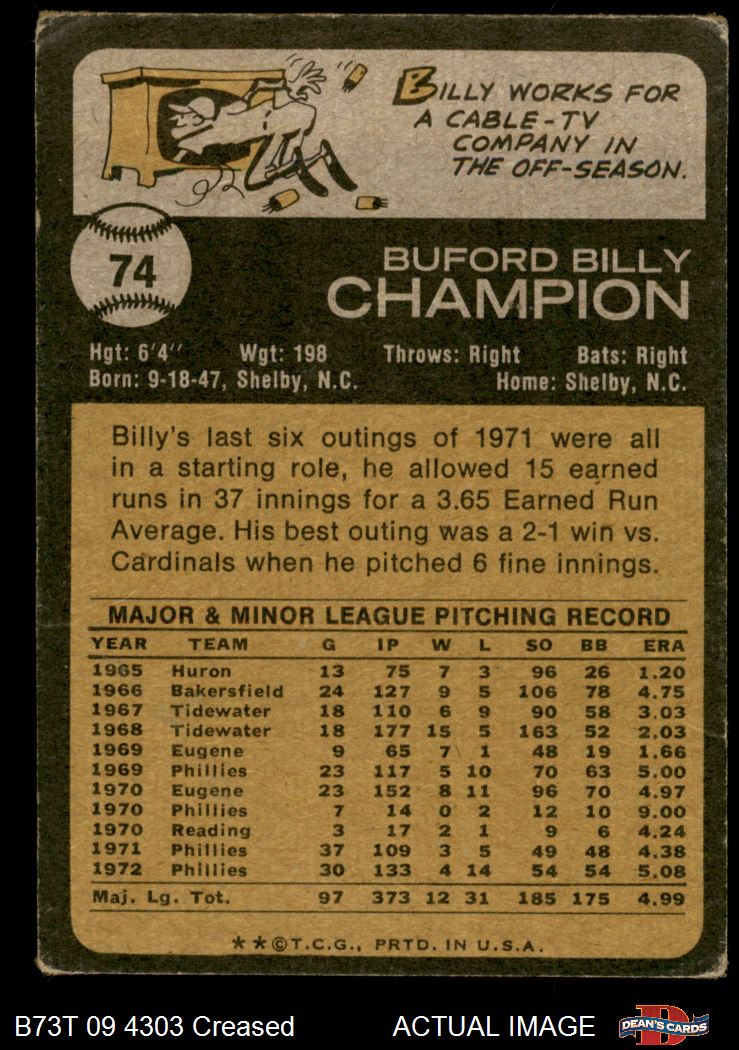 BILLY WORKS FOR
A CABLE-TV
COMPANY IN
THE OFF-SEASON.
74
BUFORD BILLY
CHAMPION
Hgt: 6'4" Wgt: 198 Throws: Right Bats: Right
Born: 9-18-47, Shelby, N.C. Home: Shelby, N.C.
Billy's last six outings of 1971 were all
in a starting role, he allowed 15 earned
runs in 37 innings for a 3.65 Earned Run
Average. His best outing was a 2-1 win vs.
Cardinals when he pitched 6 fine innings.
MAJOR & MINOR LEAGUE PITCHING RECORD
YEAR TEAM G IP W L SO BB ERA
1965 Huron 13 75 7 3 96 26 1.20
1966 Bakersfield 24 127 9 5 106 78 4.75
1967 Tidewater 18 110 6 9 90 58 3.03
1968 Tidewater 18 177 15 5 163 52 2.03
1969 Eugene 9 65 7 1 48 19 1.66
1969 Phillies 23 117 5 10 70 63 5.00
1970 Eugene 23 152 8 11 96 70 4.97
1970 Phillies 7 14 0 2 12 10 9.00
1970 Reading 3 17 2 1 9 6 4.24
1971 Phillies 37 109 3 5 49 48 4.38
1972 Phillies 30 133 4 14 54 54 5.08
Maj. Lg. Tot. 97 373 12 31 185 175 4.99
**©T.C.G., PRTD. IN U.S.A.
B73T 09 4303 Creased ACTUAL IMAGE D DEAN'S CARDS